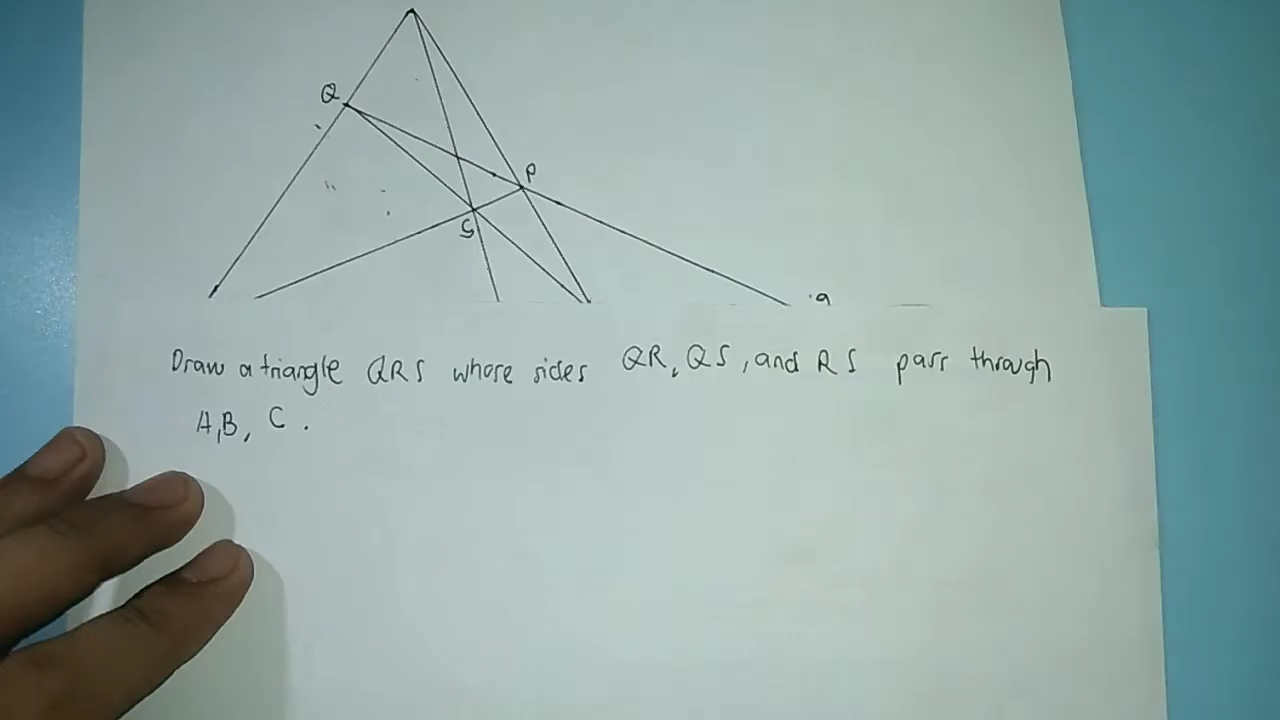 Q
P
S
a
Draw a triangle QRS whose sides QR, QS, and RS pass through
A, B, C.